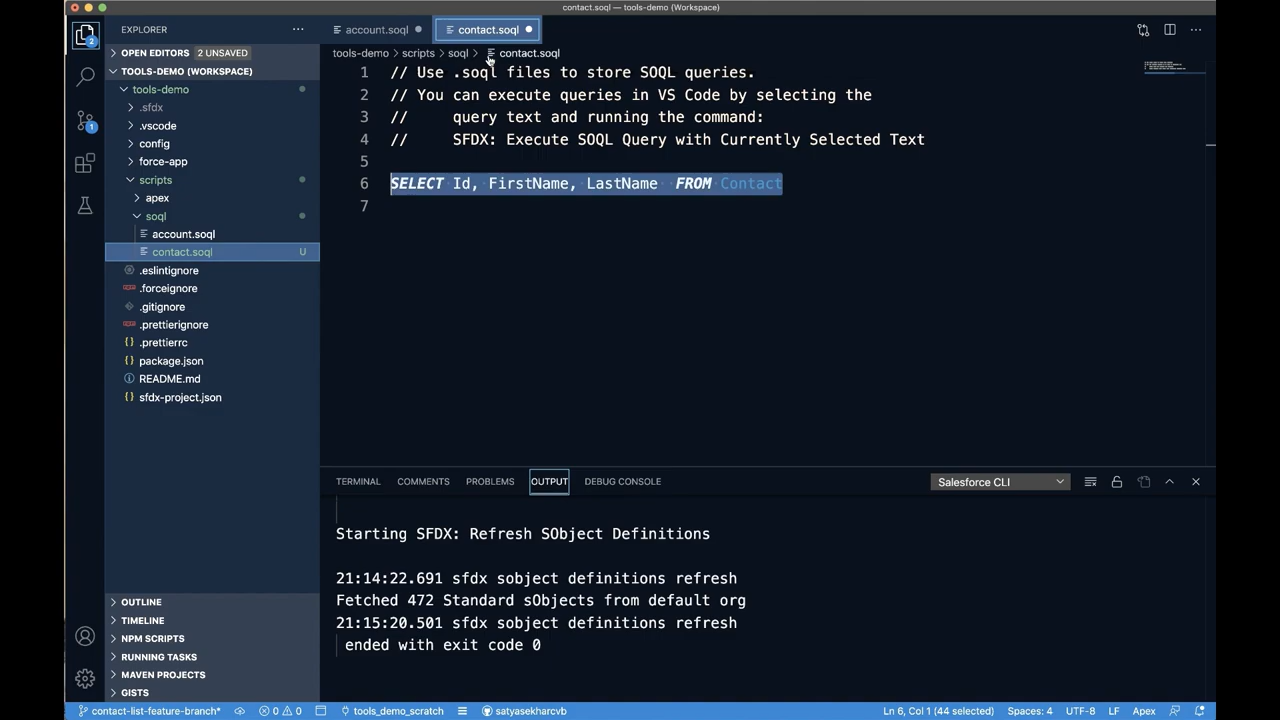 contact.soql — tools-demo (Workspace)
EXPLORER
account.soql
contact.soql
OPEN EDITORS 2 UNSAVED
TOOLS-DEMO (WORKSPACE)
tools-demo
.sfdx
.vscode
config
force-app
scripts
apex
soql
account.soql
contact.soql U
.eslintignore
.forceignore
.gitignore
.prettierignore
.prettierrc
package.json
README.md
sfdx-project.json
OUTLINE
TIMELINE
NPM SCRIPTS
RUNNING TASKS
MAVEN PROJECTS
GISTS
2
1
tools-demo > scripts > soql > contact.soql
1 // Use .soql files to store SOQL queries.
2 // You can execute queries in VS Code by selecting the
3 //     query text and running the command:
4 //     SFDX: Execute SOQL Query with Currently Selected Text
5
6 SELECT Id, FirstName, LastName  FROM Contact
7
TERMINAL COMMENTS PROBLEMS OUTPUT DEBUG CONSOLE Salesforce CLI
Starting SFDX: Refresh SObject Definitions
21:14:22.691 sfdx sobject definitions refresh
Fetched 472 Standard sObjects from default org
21:15:20.501 sfdx sobject definitions refresh
ended with exit code 0
contact-list-feature-branch* 0 0 tools_demo_scratch satyasekharcvb Ln 6, Col 1 (44 selected) Spaces: 4 UTF-8 LF Apex